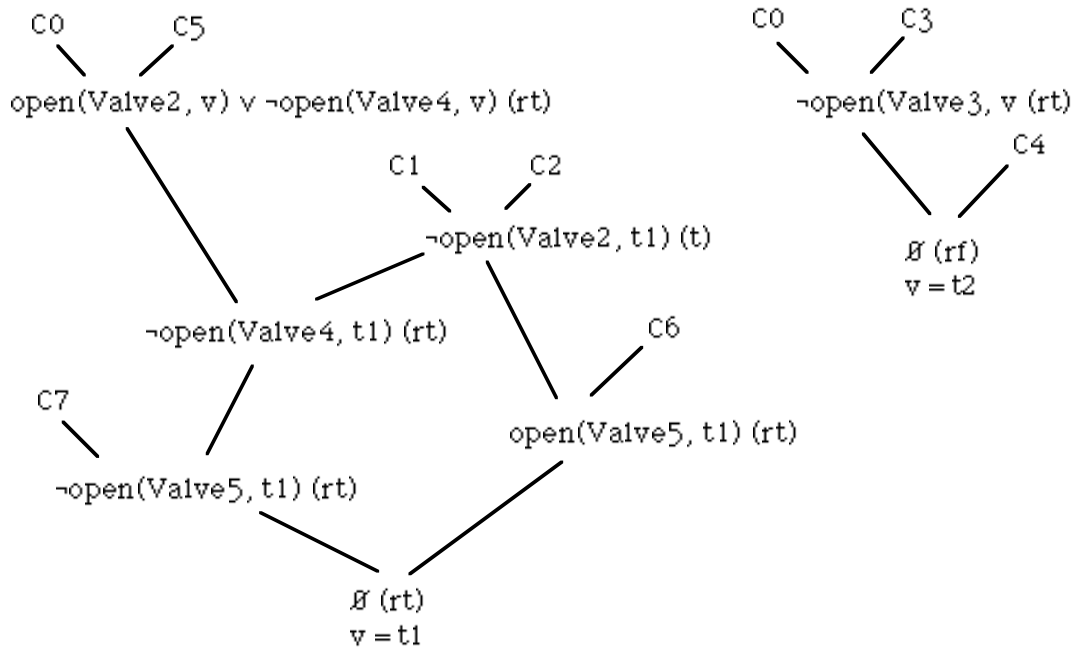 C0
C5
open(Valve2, v) ∨ ¬open(Valve4, v) (rt)
C0
C3
¬open(Valve3, v (rt)
C4
Ø (rf)
v = t2
C1
C2
¬open(Valve2, t1) (t)
¬open(Valve4, t1) (rt)
C6
C7
open(Valve5, t1) (rt)
¬open(Valve5, t1) (rt)
Ø (rt)
v = t1